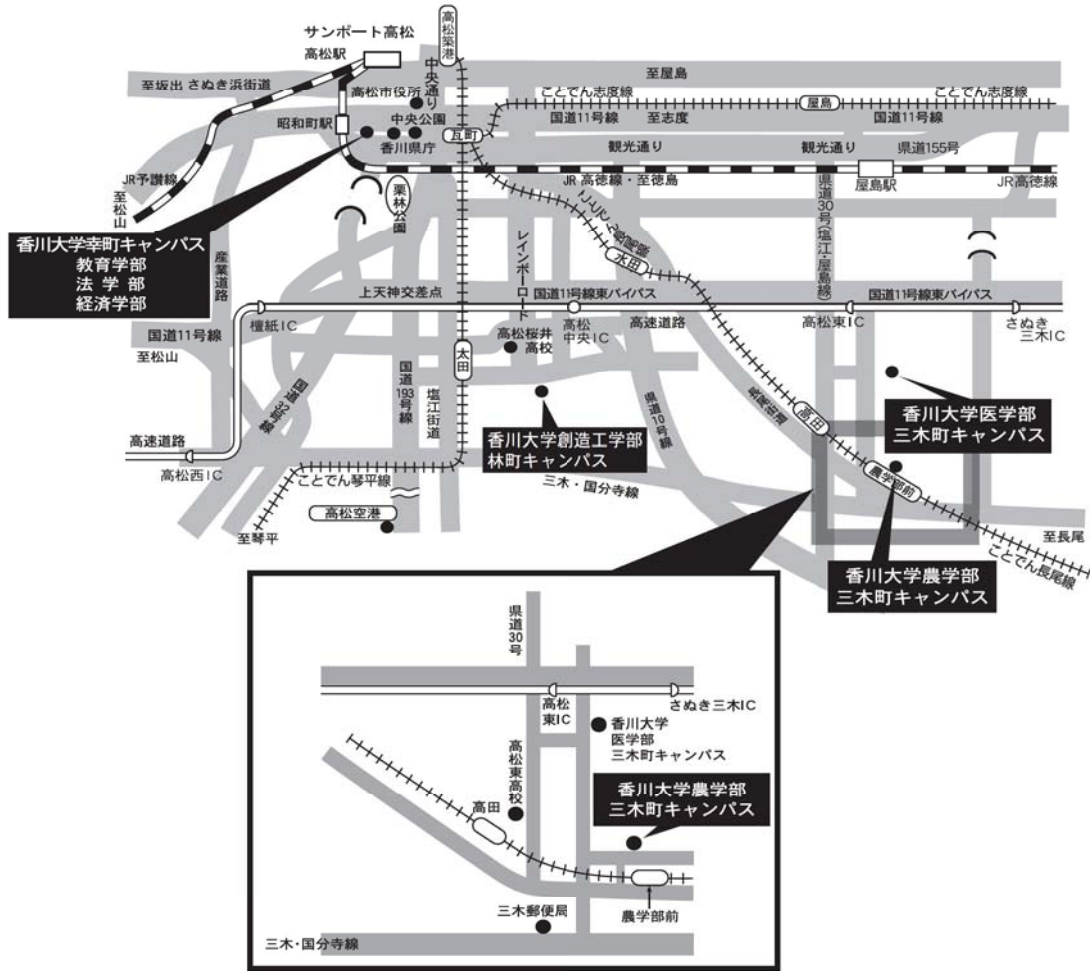 サンポート高松
高松駅
高松築港
中央通り
至坂出 さぬき浜街道
高松市役所
至屋島
ことでん志度線
屋島
ことでん志度線
昭和町駅
中央公園
国道11号線
至志度
国道11号線
香川県庁
瓦町
観光通り
観光通り
県道155号
JR予讃線
至松山
栗林公園
JR高徳線・至徳島
屋島駅
JR高徳線
県道30号(塩江・屋島線)
ことでん長尾線
水田
香川大学幸町キャンパス
教育学部
法学部
経済学部
産業道路
レインボーロード
上天神交差点
国道11号線東バイパス
国道11号線東バイパス
国道11号線
檀紙IC
高松中央IC
高速道路
高松東IC
さぬき三木IC
至松山
高松桜井高校
太田
国道32号線
国道193号線
塩江街道
県道10号線
長尾街道
高田
香川大学医学部
三木町キャンパス
香川大学創造工学部
林町キャンパス
高速道路
高松西IC
ことでん琴平線
三木・国分寺線
農学部前
高松空港
至琴平
至長尾
ことでん長尾線
香川大学農学部
三木町キャンパス
県道30号
高松東IC
さぬき三木IC
香川大学
医学部
三木町キャンパス
高松東高校
香川大学農学部
三木町キャンパス
高田
三木郵便局
農学部前
三木・国分寺線